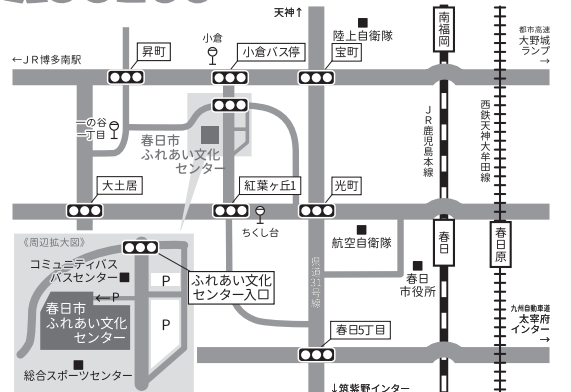 天神↑
小倉
昇町
小倉バス停
陸上自衛隊
宝町
南福岡
都市高速
大野城
ランプ
→
←JR博多南駅
一の谷
一丁目
春日市
ふれあい文化
センター
JR鹿児島本線
西鉄天神大牟田線
大土居
紅葉ヶ丘1
光町
ちくし台
航空自衛隊
春日
春日原
《周辺拡大図》
コミュニティバス
バスセンター
P
ふれあい文化
センター入口
県道31号線
春日
市役所
←P
春日市
ふれあい文化
センター
P
九州自動車道
太宰府
インター
→
春日5丁目
総合スポーツセンター
↓筑紫野インター